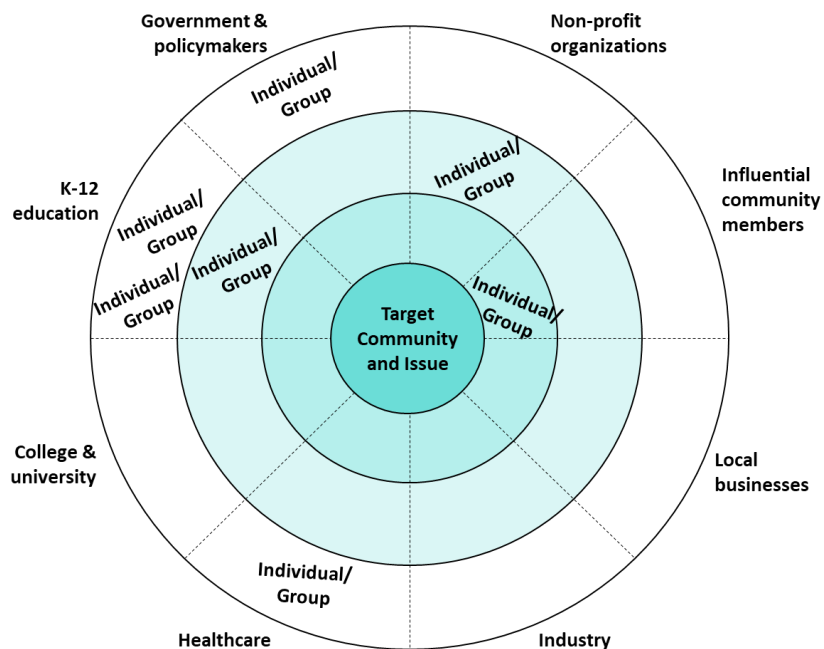 Government &
policymakers
Non-profit
organizations
Individual/
Group
Individual/
Group
K-12
education
Influential
community
members
Individual/
Group
Individual/
Group
Individual/
Group
Individual/
Group
Target
Community
and Issue
College &
university
Local
businesses
Individual/
Group
Healthcare
Industry